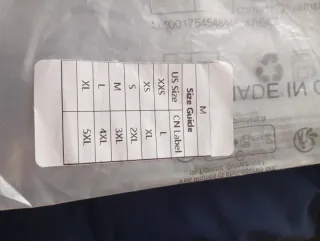 M
Size Guide
US Size CN Label
XXS L
XS XL
S 2XL
M 3XL
L 4XL
XL 5XL
MADE IN C